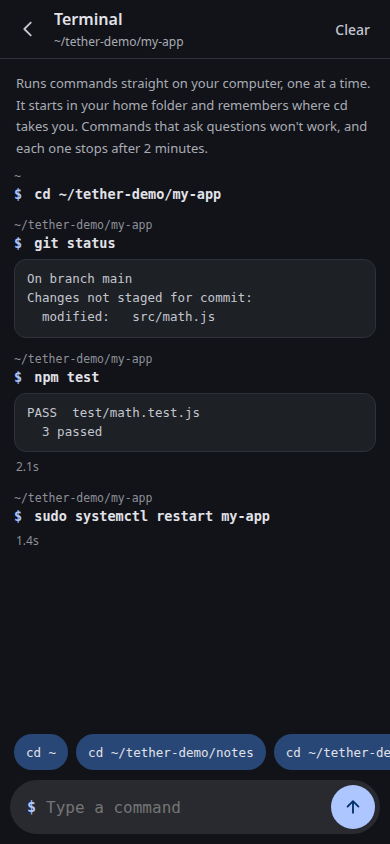 Terminal
~/tether-demo/my-app
Clear
Runs commands straight on your computer, one at a time.
It starts in your home folder and remembers where cd
takes you. Commands that ask questions won't work, and
each one stops after 2 minutes.
~
$ cd ~/tether-demo/my-app
~/tether-demo/my-app
$ git status
On branch main
Changes not staged for commit:
  modified:   src/math.js
~/tether-demo/my-app
$ npm test
PASS  test/math.test.js
  3 passed
2.1s
~/tether-demo/my-app
$ sudo systemctl restart my-app
1.4s
cd ~
cd ~/tether-demo/notes
cd ~/tether-de
$ Type a command